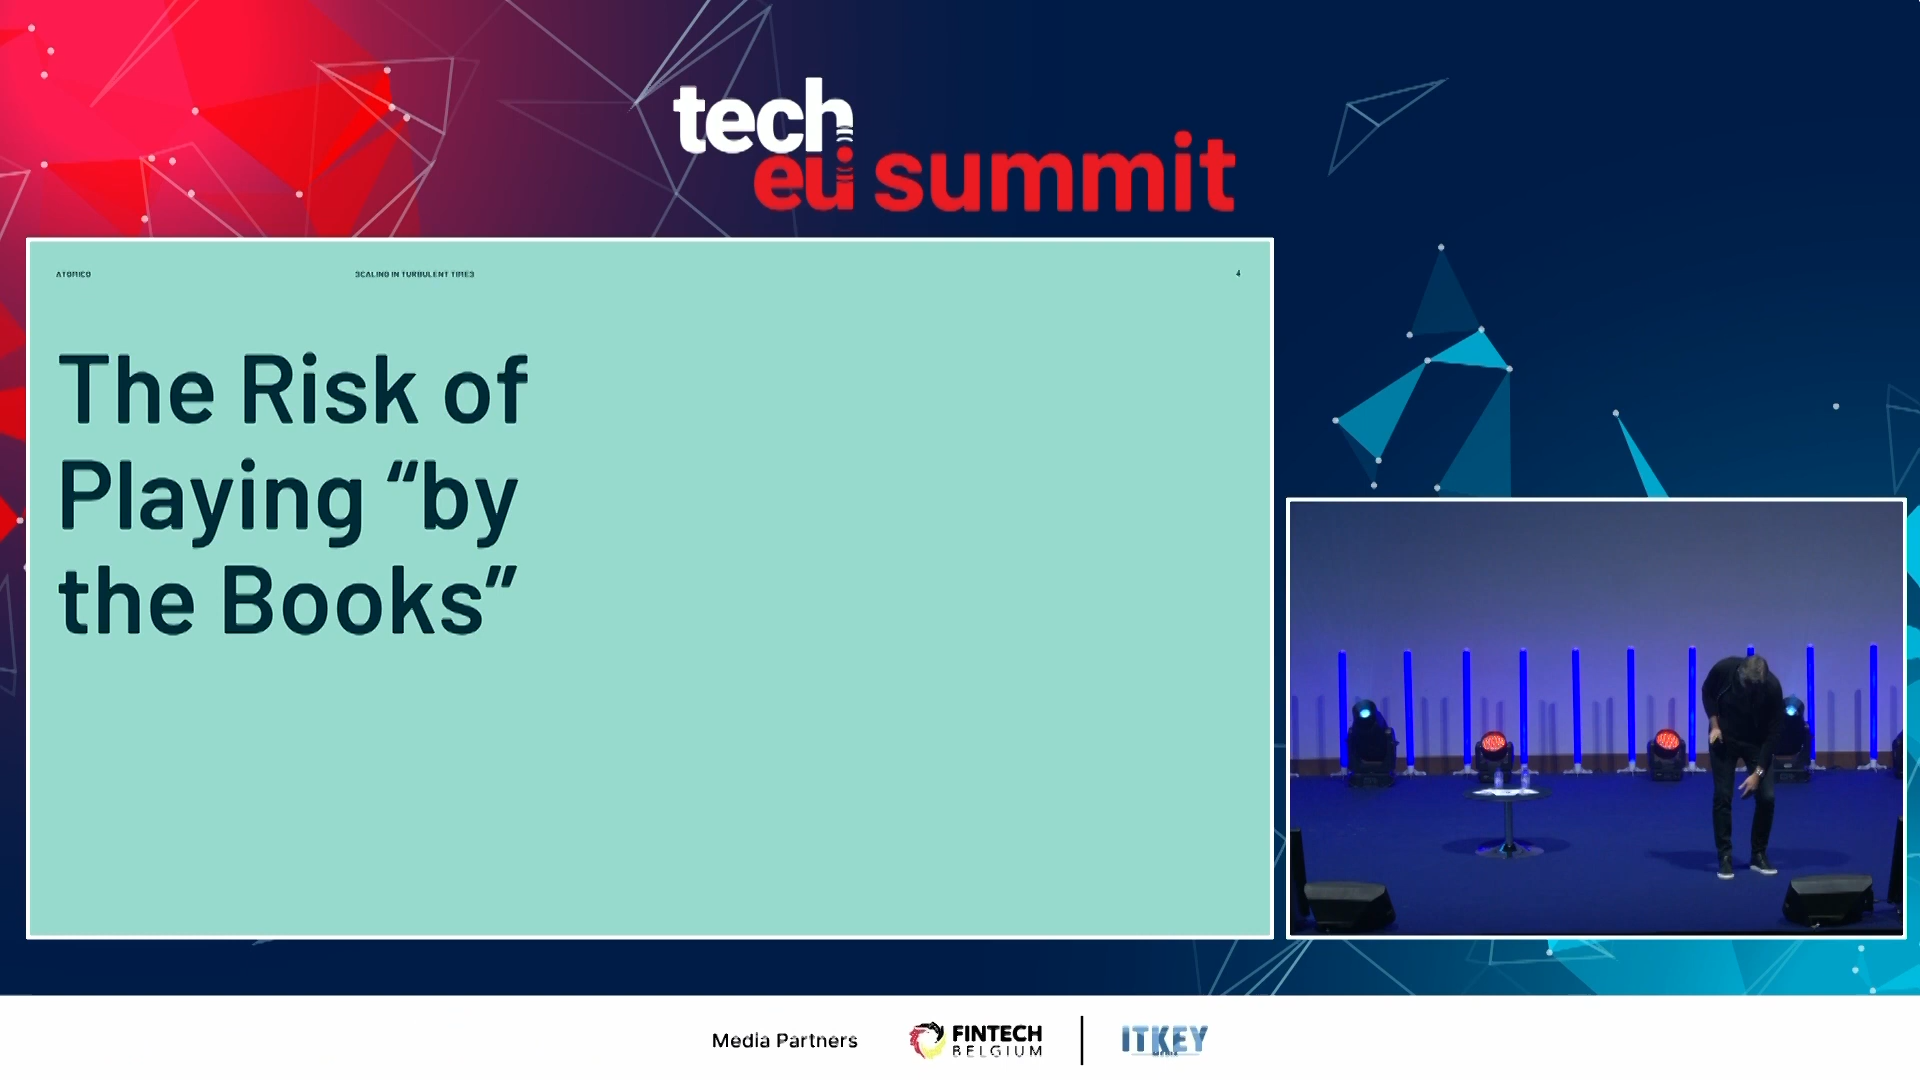 tech
eu summit
ATOMICO
SCALING IN TURBULENT TIMES
4
The Risk of
Playing “by
the Books”
Media Partners
FINTECH
BELGIUM
ITKEY
MEDIA